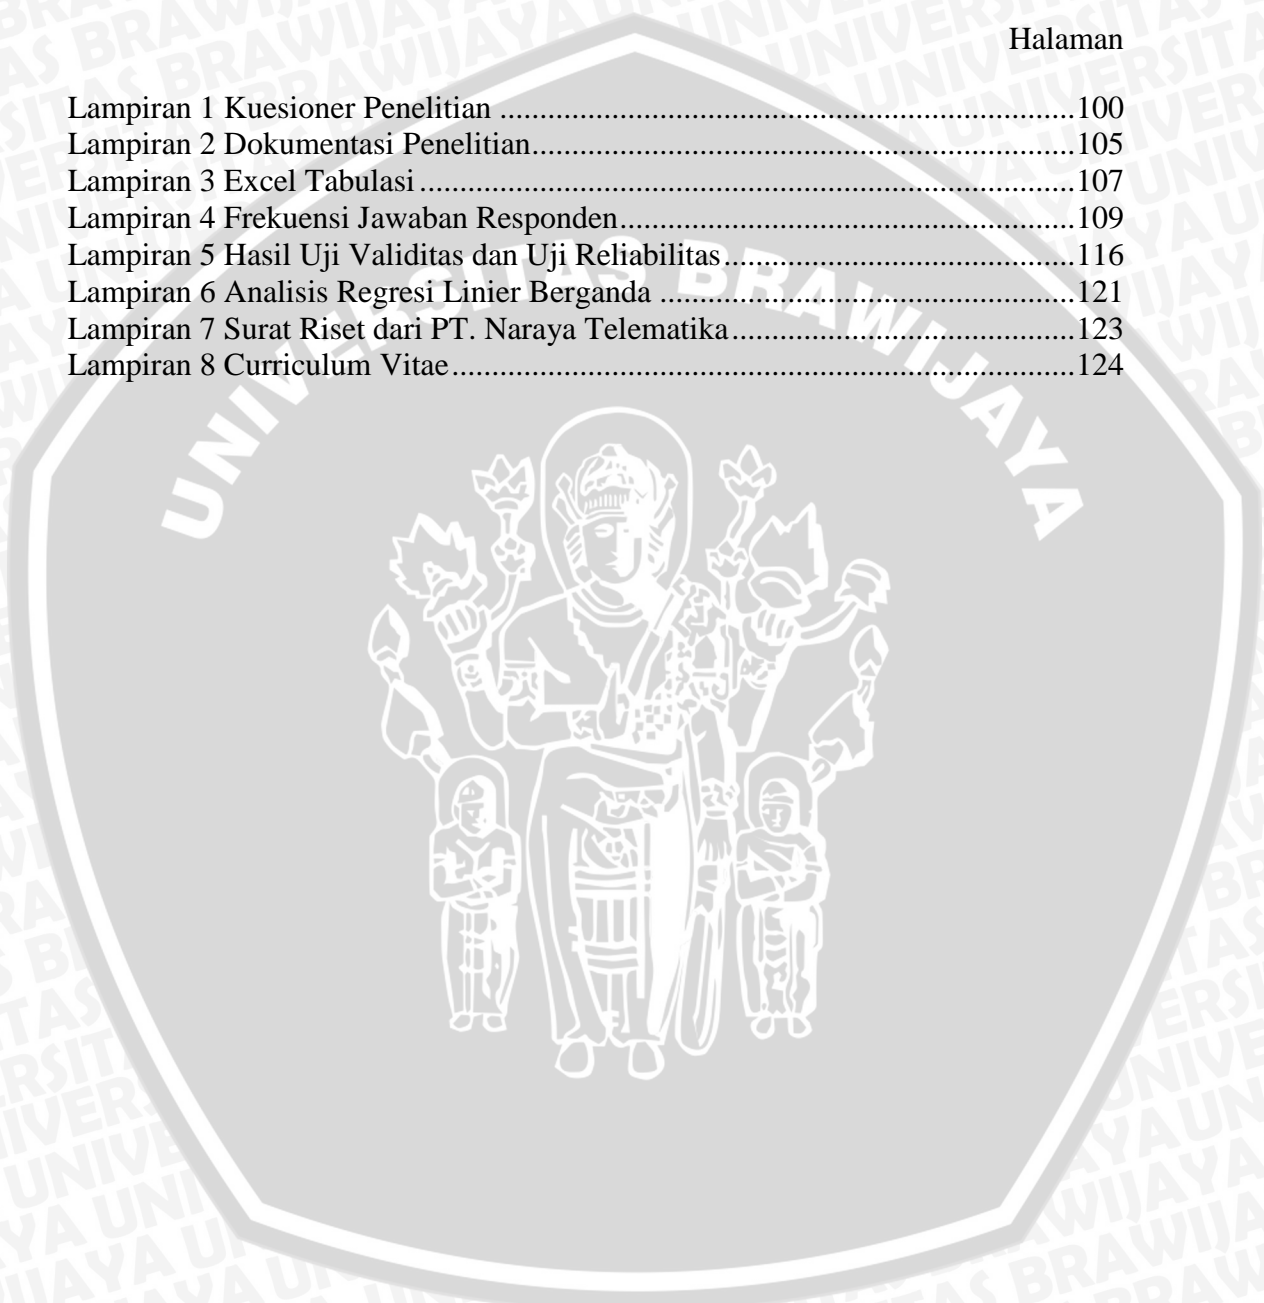 Halaman
Lampiran 1 Kuesioner Penelitian ........................................................................100
Lampiran 2 Dokumentasi Penelitian....................................................................105
Lampiran 3 Excel Tabulasi..................................................................................107
Lampiran 4 Frekuensi Jawaban Responden.........................................................109
Lampiran 5 Hasil Uji Validitas dan Uji Reliabilitas............................................116
Lampiran 6 Analisis Regresi Linier Berganda ....................................................121
Lampiran 7 Surat Riset dari PT. Naraya Telematika...........................................123
Lampiran 8 Curriculum Vitae..............................................................................124
UNIVERSITAS BRAWIJAYA